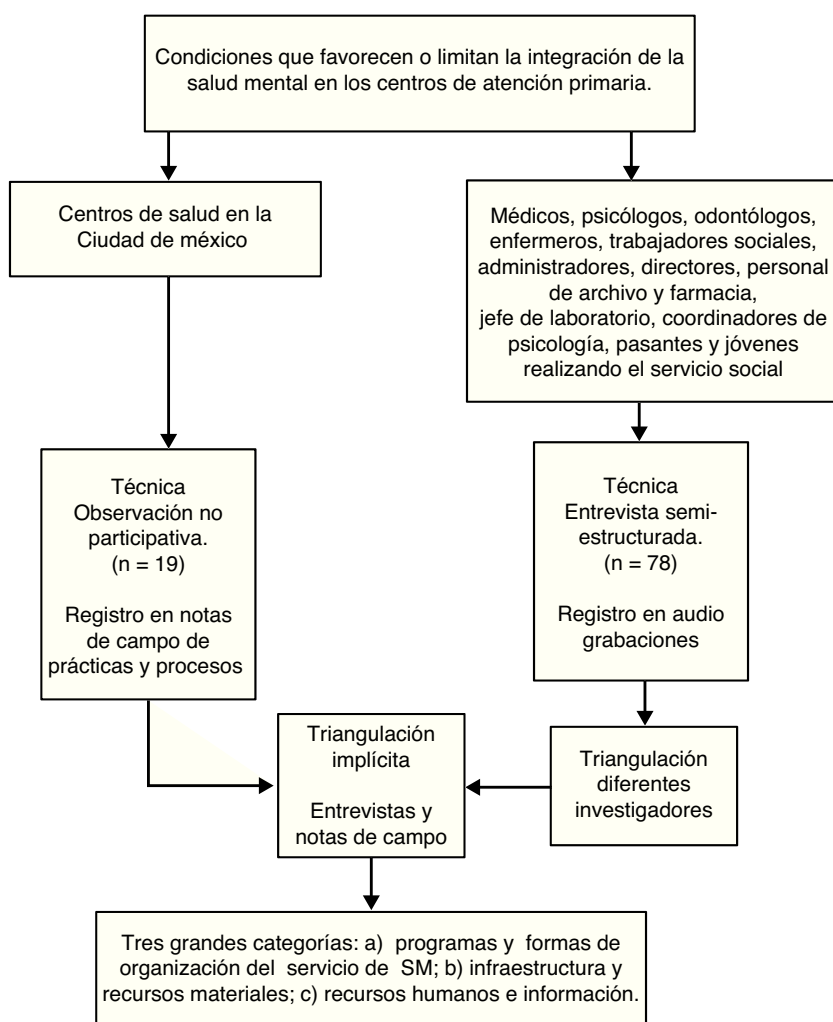 Condiciones que favorecen o limitan la integración de la
salud mental en los centros de atención primaria.
Centros de salud en la
Ciudad de méxico
Médicos, psicólogos, odontólogos,
enfermeros, trabajadores sociales,
administradores, directores, personal
de archivo y farmacia,
jefe de laboratorio, coordinadores de
psicología, pasantes y jóvenes
realizando el servicio social
Técnica
Observación no
participativa.
(n = 19)
Registro en notas
de campo de
prácticas y procesos
Técnica
Entrevista semi-
estructurada.
(n = 78)
Registro en audio
grabaciones
Triangulación
implícita
Entrevistas y
notas de campo
Triangulación
diferentes
investigadores
Tres grandes categorías: a) programas y formas de
organización del servicio de SM; b) infraestructura y
recursos materiales; c) recursos humanos e información.